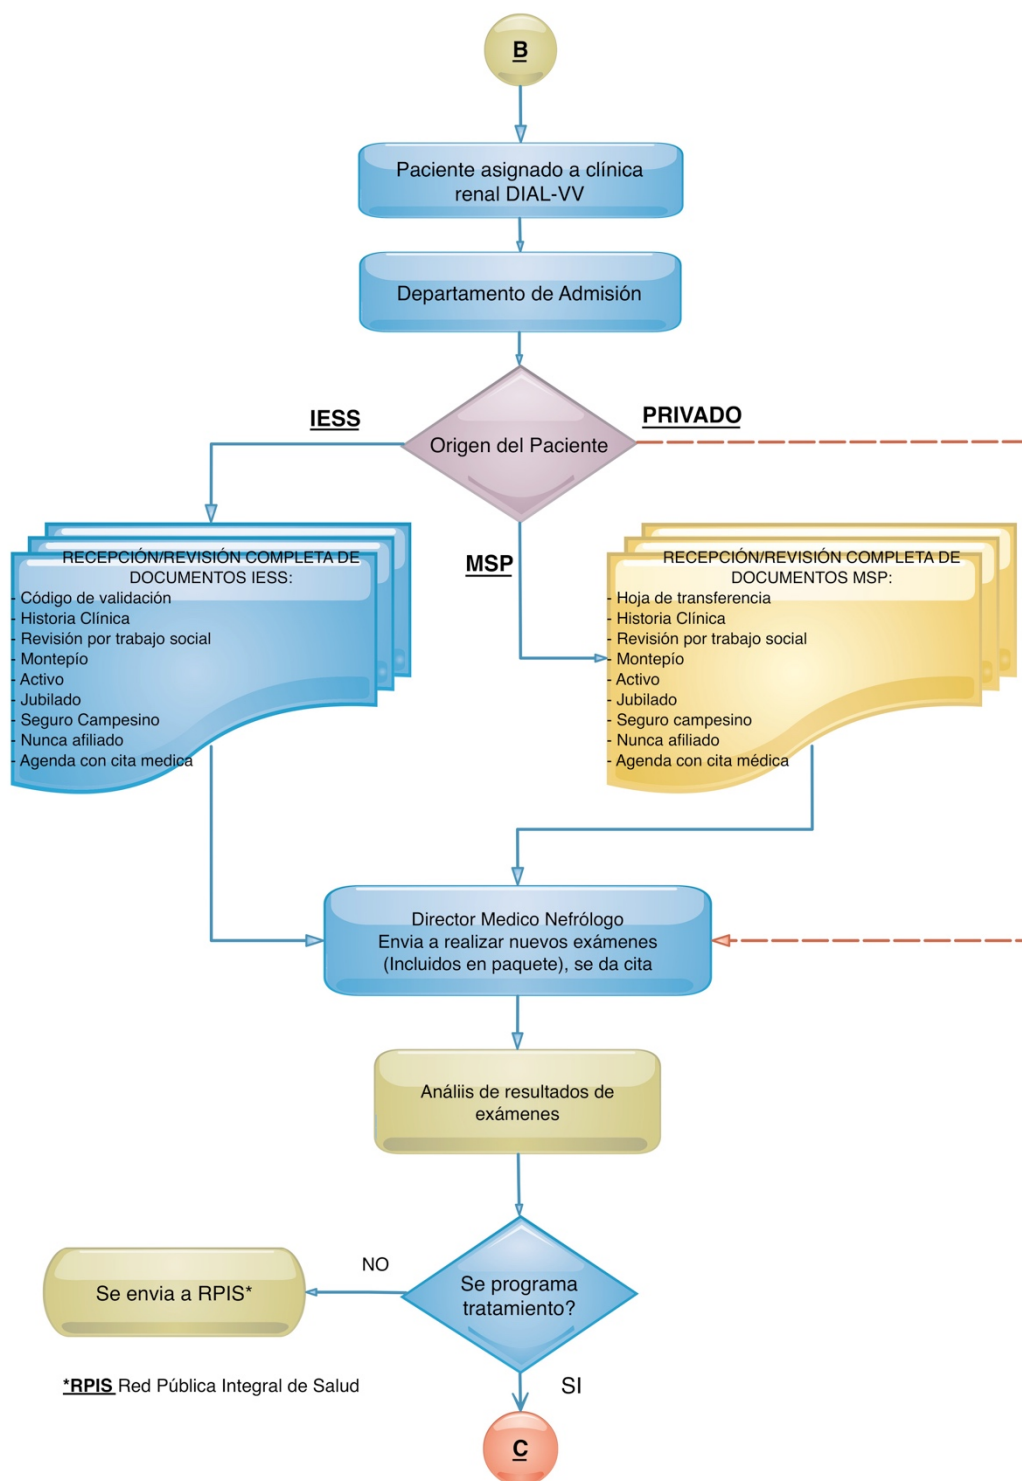 B
Paciente asignado a clínica
renal DIAL-VV
Departamento de Admisión
IESS
PRIVADO
Origen del Paciente
MSP
RECEPCIÓN/REVISIÓN COMPLETA DE
DOCUMENTOS IESS:
- Código de validación
- Historia Clínica
- Revisión por trabajo social
- Montepío
- Activo
- Jubilado
- Seguro Campesino
- Nunca afiliado
- Agenda con cita medica
RECEPCIÓN/REVISIÓN COMPLETA DE
DOCUMENTOS MSP:
- Hoja de transferencia
- Historia Clínica
- Revisión por trabajo social
- Montepío
- Activo
- Jubilado
- Seguro campesino
- Nunca afiliado
- Agenda con cita médica
Director Medico Nefrólogo
Envia a realizar nuevos exámenes
(Incluidos en paquete), se da cita
Análiis de resultados de
exámenes
NO
Se programa
tratamiento?
Se envia a RPIS*
*RPIS Red Pública Integral de Salud
SI
C